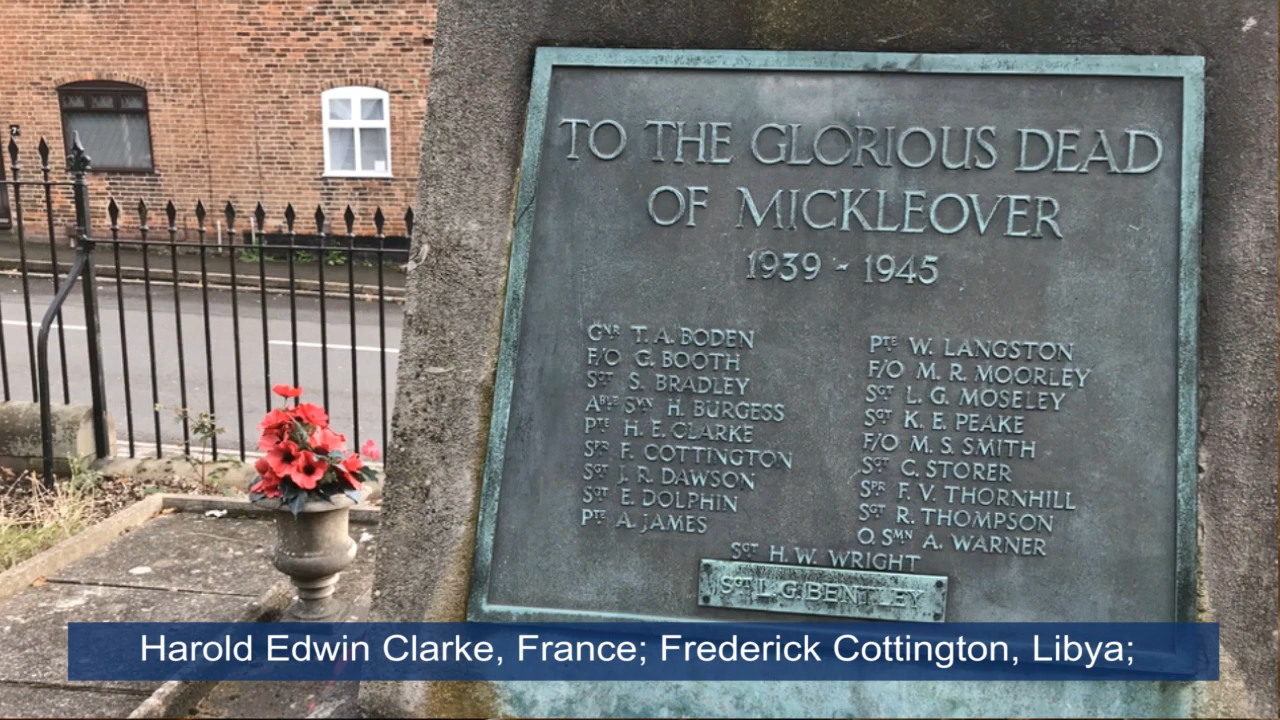 TO THE GLORIOUS DEAD
OF MICKLEOVER
1939 - 1945
GNR T. A. BODEN
F/O G. BOOTH
SGT S. BRADLEY
ABLE SMN H. BURGESS
PTE H. E. CLARKE
SPR F. COTTINGTON
SGT J. R. DAWSON
SGT E. DOLPHIN
PTE A. JAMES
PTE W. LANGSTON
F/O M. R. MOORLEY
SGT L. G. MOSELEY
SGT K. E. PEAKE
F/O M. S. SMITH
SGT C. STORER
SPR F. V. THORNHILL
SGT R. THOMPSON
O. SMN A. WARNER
SGT H. W. WRIGHT
SGT L. G. BENTLEY
Harold Edwin Clarke, France; Frederick Cottington, Libya;